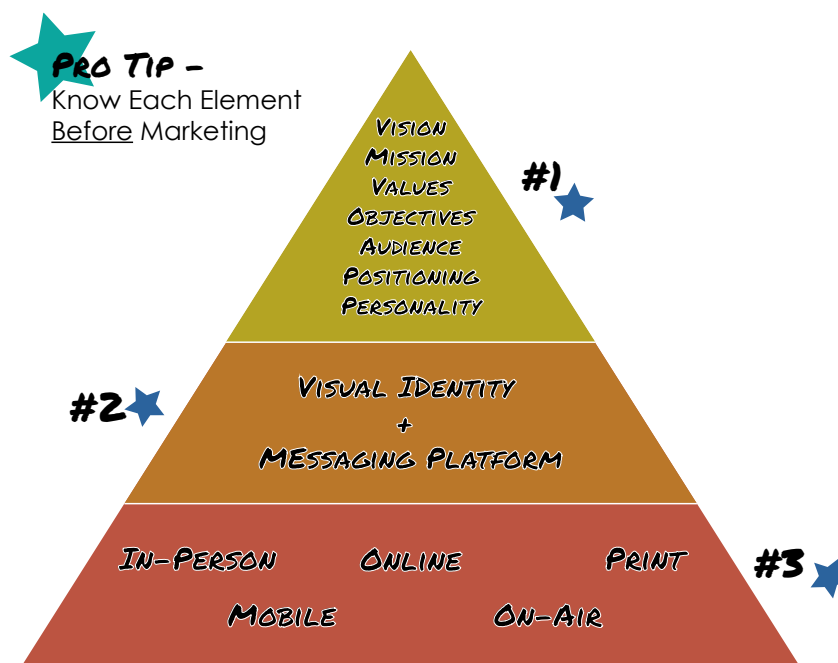 Pro Tip –
Know Each Element
Before Marketing
#1
Vision
Mission
Values
Objectives
Audience
Positioning
Personality
#2
Visual Identity
+
Messaging Platform
#3
In-Person Online Print
Mobile On-Air